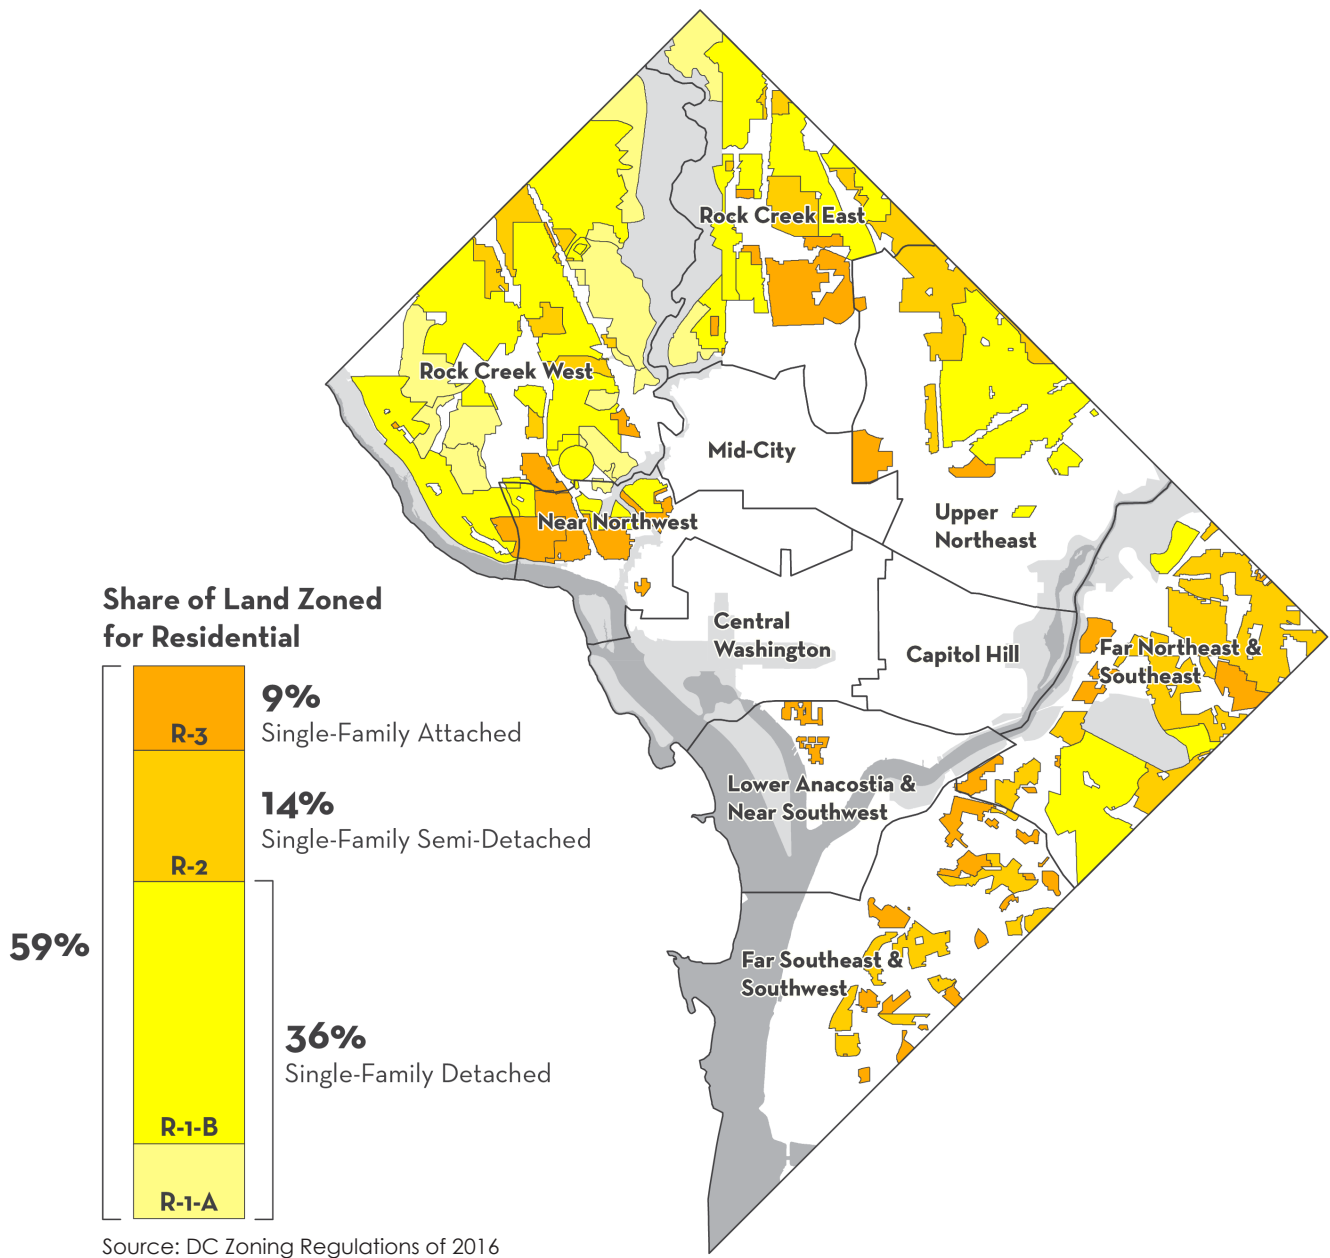 Rock Creek East
Rock Creek West
Mid-City
Near Northwest
Upper
Northeast
Share of Land Zoned
for Residential
Central
Washington
Capitol Hill
Far Northeast &
Southeast
9%
Single-Family Attached
R-3
14%
Single-Family Semi-Detached
R-2
Lower Anacostia &
Near Southwest
59%
Far Southeast &
Southwest
36%
Single-Family Detached
R-1-B
R-1-A
Source: DC Zoning Regulations of 2016